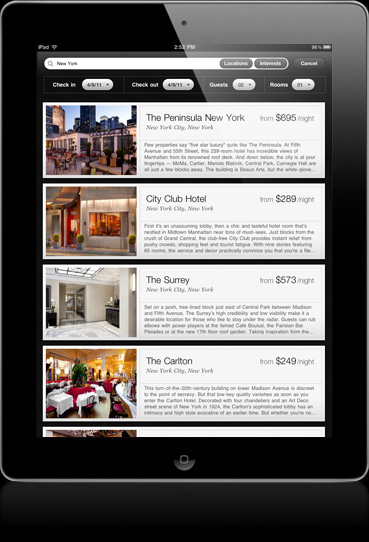 iPad 2:52 PM 96%
New York Locations Interests Cancel
Check in 4/8/11 Check out 4/9/11 Guests 02 Rooms 01
The Peninsula New York from $695/night
New York City, New York
Few properties say "five star luxury" quite like The Peninsula. At Fifth
Avenue and 55th Street, this 239-room hotel has incredible views of
Manhattan from its renowned roof deck. And down below, the city is at your
fingertips — MoMa, Cartier, Manolo Blahnik, Central Park, Carnegie Hall are
all just a few blocks away. The building is Beaux Arts, but the white-glove...
City Club Hotel from $289/night
New York City, New York
First it's an unassuming lobby, then a chic and tasteful hotel room that's
nestled in Midtown Manhattan near tons of must-sees. Just blocks from the
crush of Grand Central, the club-like City Club provides instant relief from
pushy crowds, shopping feet and tourist fatigue. With nine stories featuring
65 rooms, the service and decor practically convince you that you're a Ne...
The Surrey from $573/night
New York City, New York
Set on a posh, tree-lined block just east of Central Park between Madison
and Fifth Avenue, The Surrey's high credibility and low visibility make it a
desirable location for those who like to stay under the radar. Guests can rub
elbows with power players at the famed Café Boulud, the Parisian Bar
Pleiades or at the new 17th floor roof garden. Taking inspiration from the...
The Carlton from $249/night
New York City, New York
This turn-of-the-20th-century building on lower Madison Avenue is discreet
to the point of secrecy. But that low-key quality vanishes as soon as you
enter the Carlton Hotel. Decorated with four chandeliers and an Art Deco
street scene of New York in 1924, the Carlton's sophisticated lobby has an
intimacy and high style evocative of an earlier time. But whether you're no...